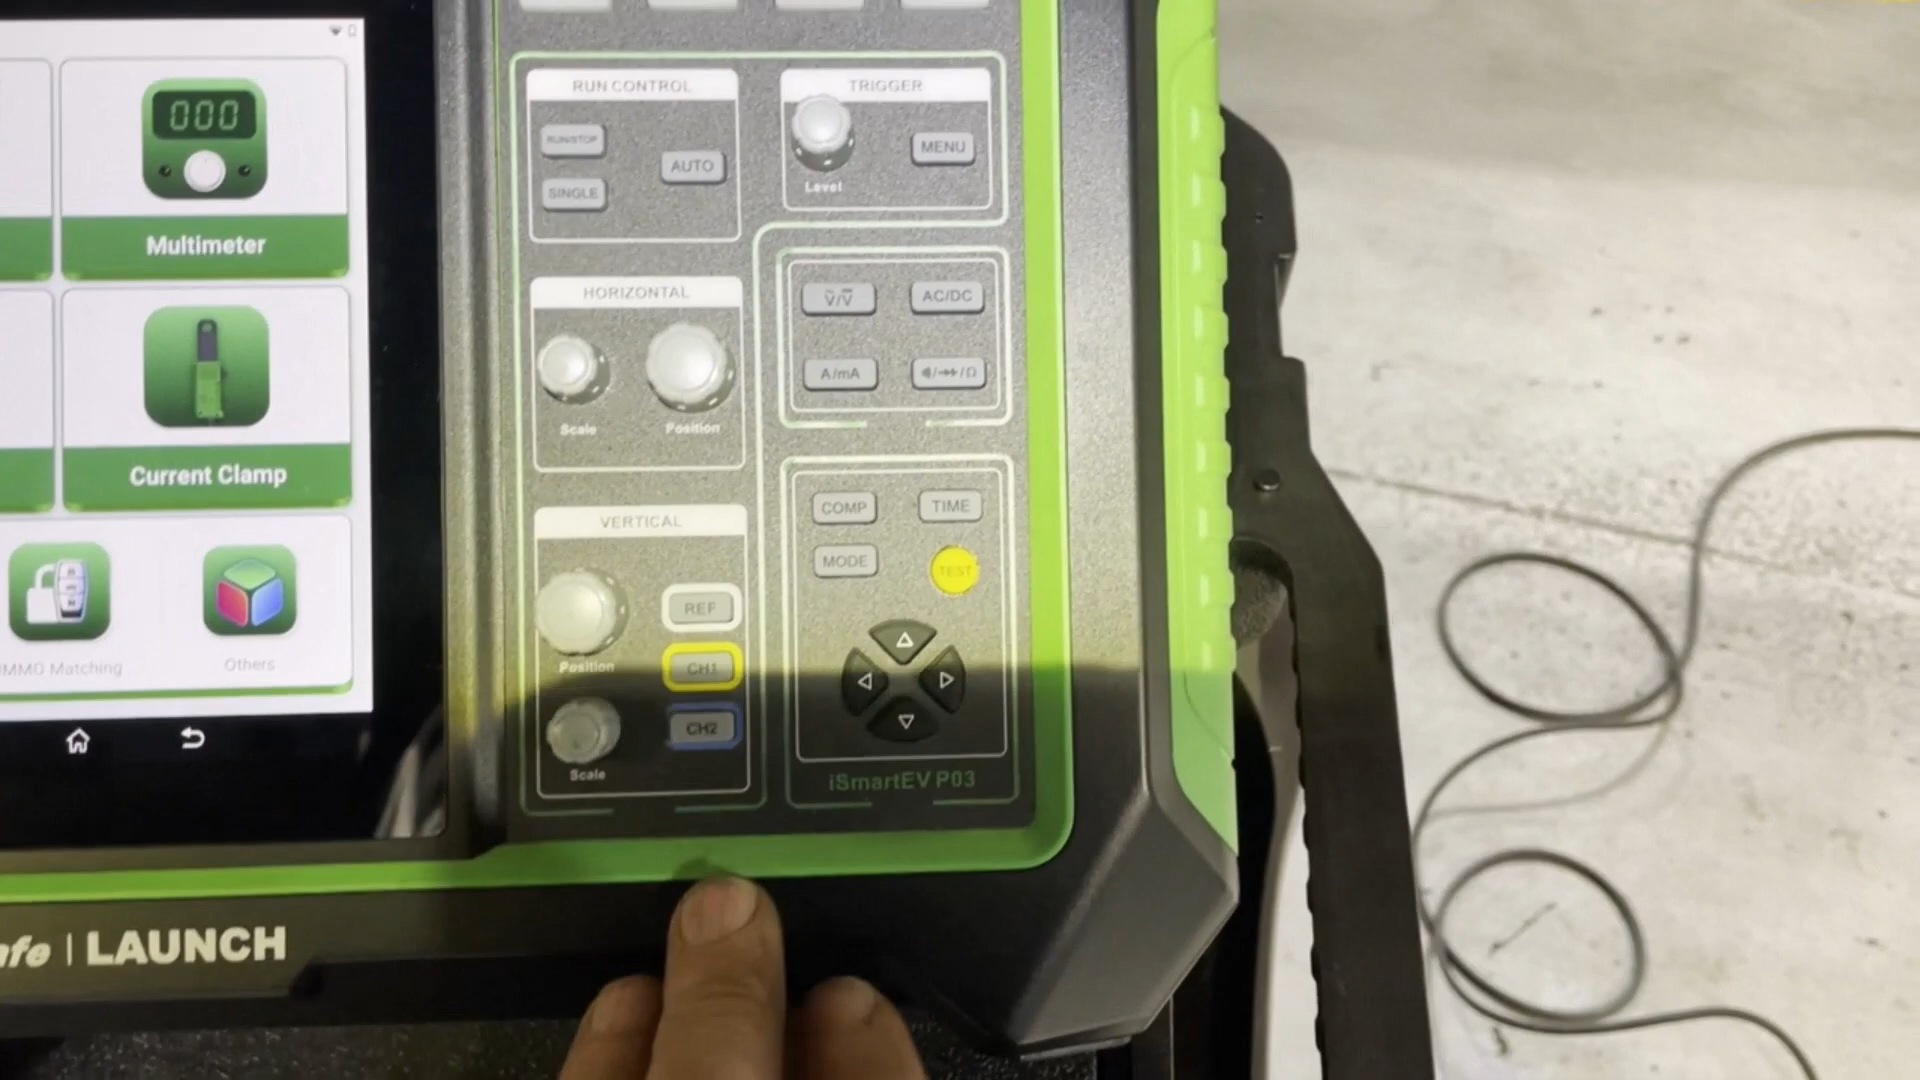 000
Multimeter
Current Clamp
IMMO Matching
Others
RUN CONTROL
RUN/STOP
AUTO
SINGLE
TRIGGER
MENU
Level
HORIZONTAL
Scale
Position
V/V
AC/DC
A/mA
Ω
VERTICAL
REF
Position
CH1
CH2
Scale
COMP
TIME
MODE
TEST
iSmartEV P03
LAUNCH